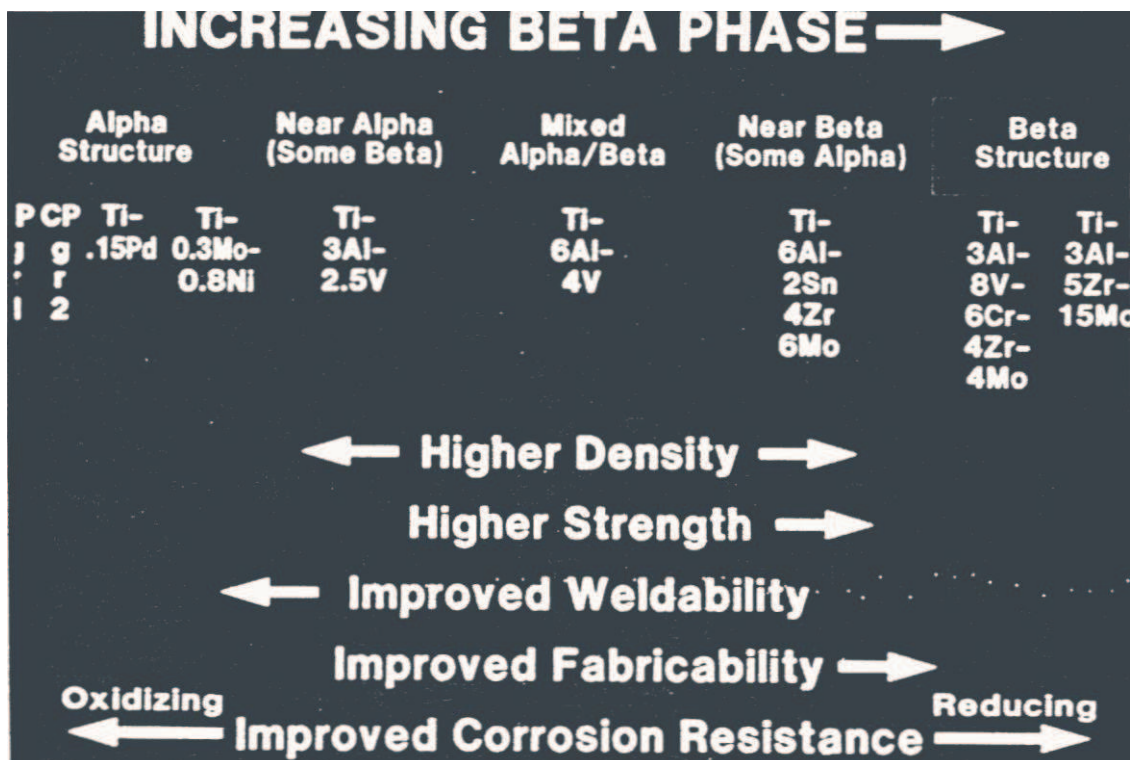 INCREASING BETA PHASE
Alpha
Structure
Near Alpha
(Some Beta)
Mixed
Alpha/Beta
Near Beta
(Some Alpha)
Beta
Structure
P
CP
g
r
2
Ti-
.15Pd
Ti-
0.3Mo-
0.8Ni
Ti-
3Al-
2.5V
Ti-
6Al-
4V
Ti-
6Al-
2Sn
4Zr
6Mo
Ti-
3Al-
8V-
6Cr-
4Zr-
4Mo
Ti-
3Al-
5Zr-
15Mo
Higher Density
Higher Strength
Improved Weldability
Improved Fabricability
Oxidizing
Reducing
Improved Corrosion Resistance